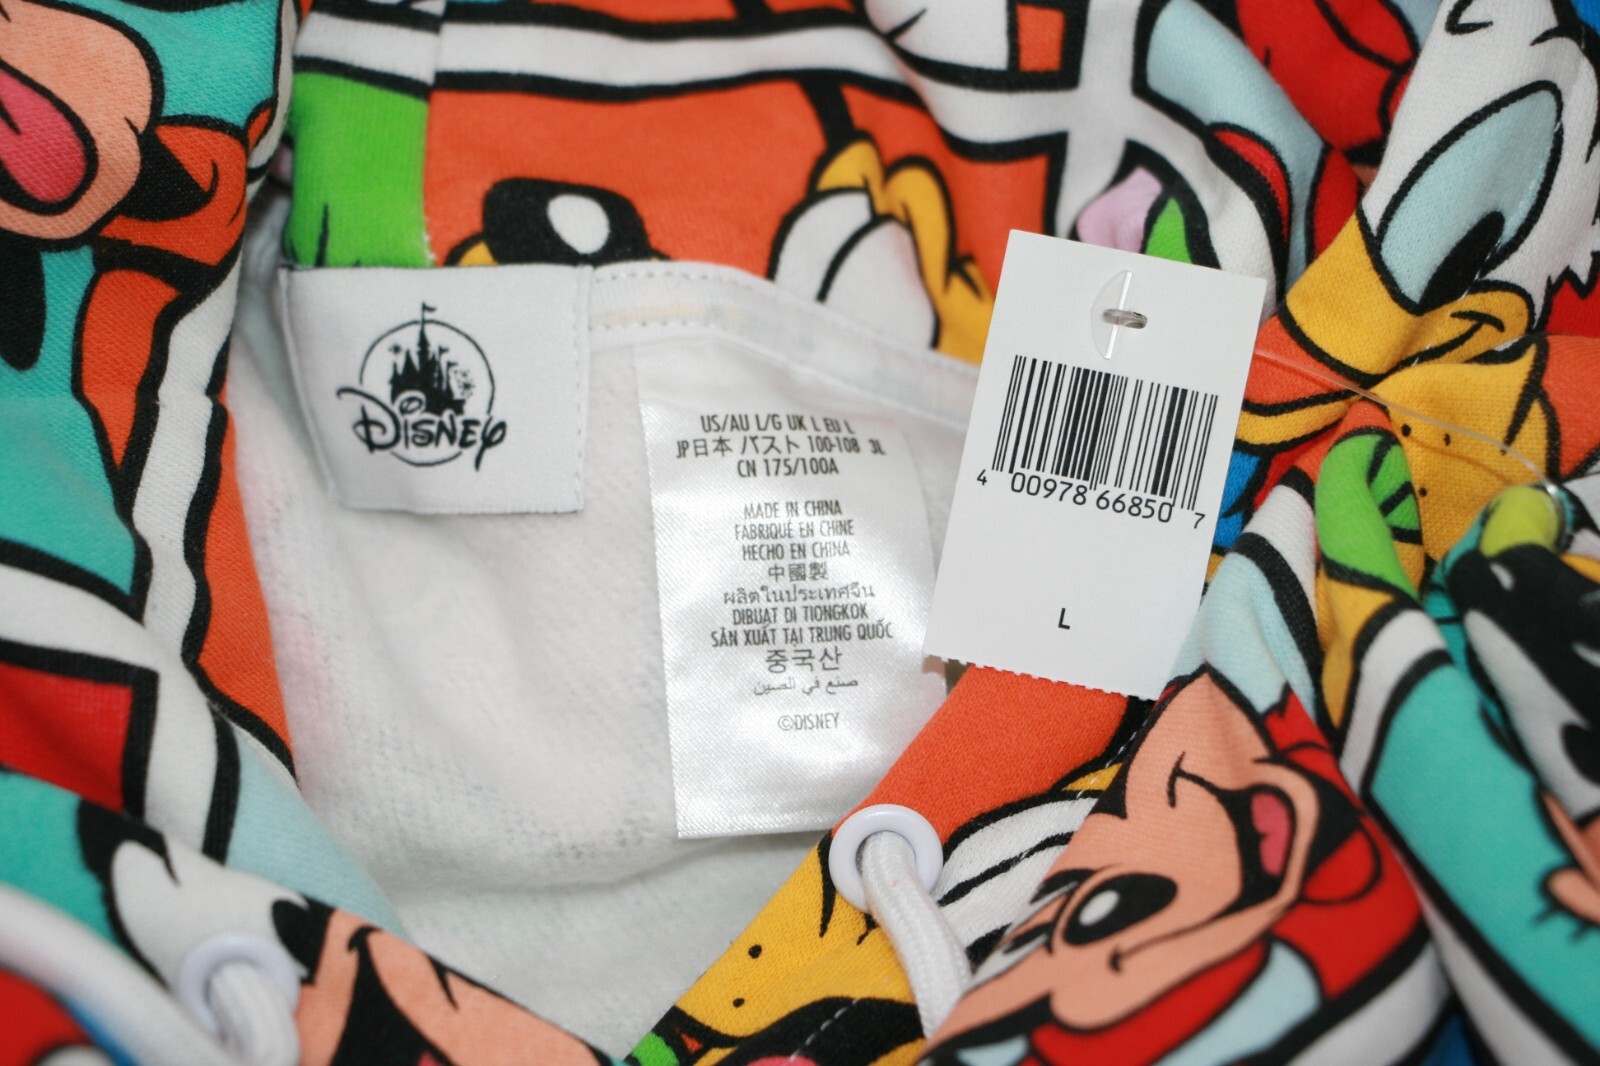 Disney
US/AU L/G UK L EU L
JP日本 バスト 100-108 3L
CN 175/100A
MADE IN CHINA
FABRIQUÉ EN CHINE
HECHO EN CHINA
中國製
ผลิตในประเทศจีน
DIBUAT DI TIONGKOK
SẢN XUẤT TẠI TRUNG QUỐC
중국산
صنع في الصين
©DISNEY
4 00978 66850 7
L